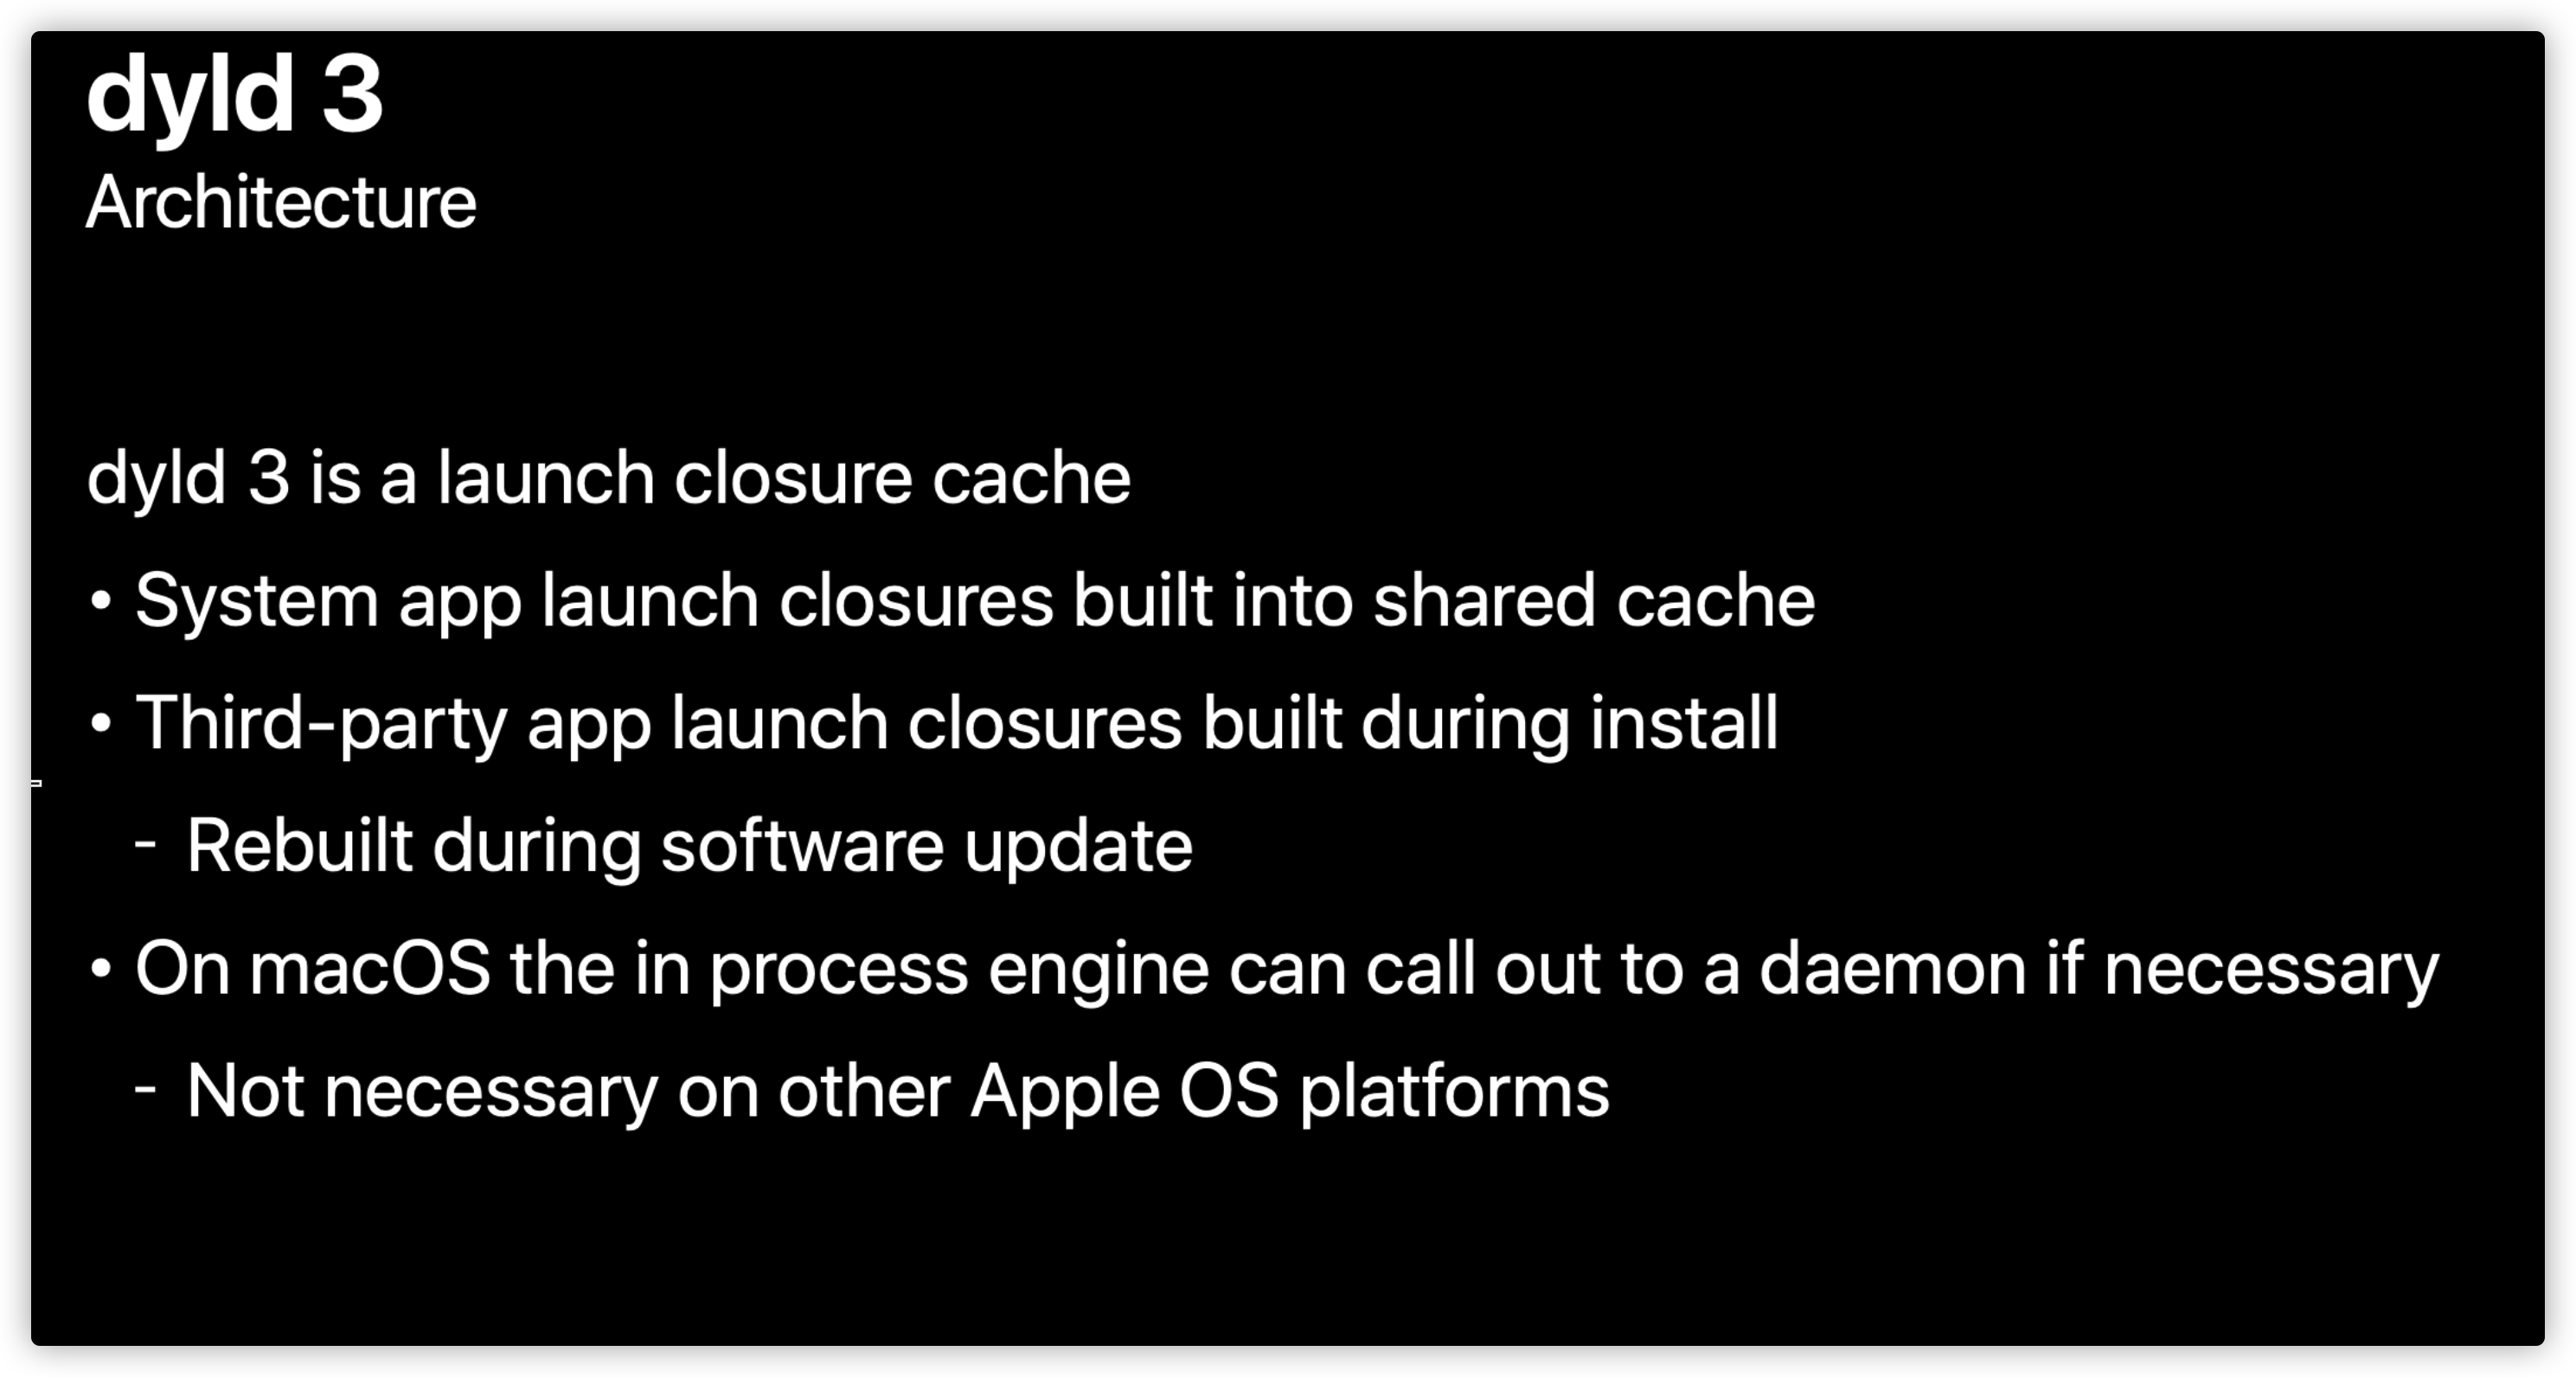 dyld 3
Architecture
dyld 3 is a launch closure cache
• System app launch closures built into shared cache
• Third-party app launch closures built during install
- Rebuilt during software update
• On macOS the in process engine can call out to a daemon if necessary
- Not necessary on other Apple OS platforms